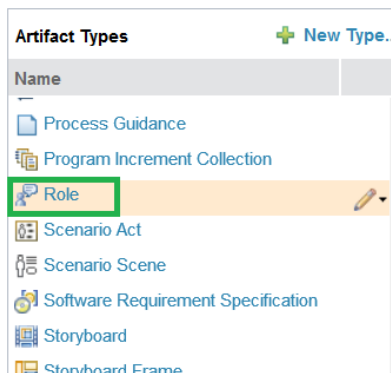 Artifact Types New Type..
Name
Process Guidance
Program Increment Collection
Role
Scenario Act
Scenario Scene
Software Requirement Specification
Storyboard
Storyboard Frame